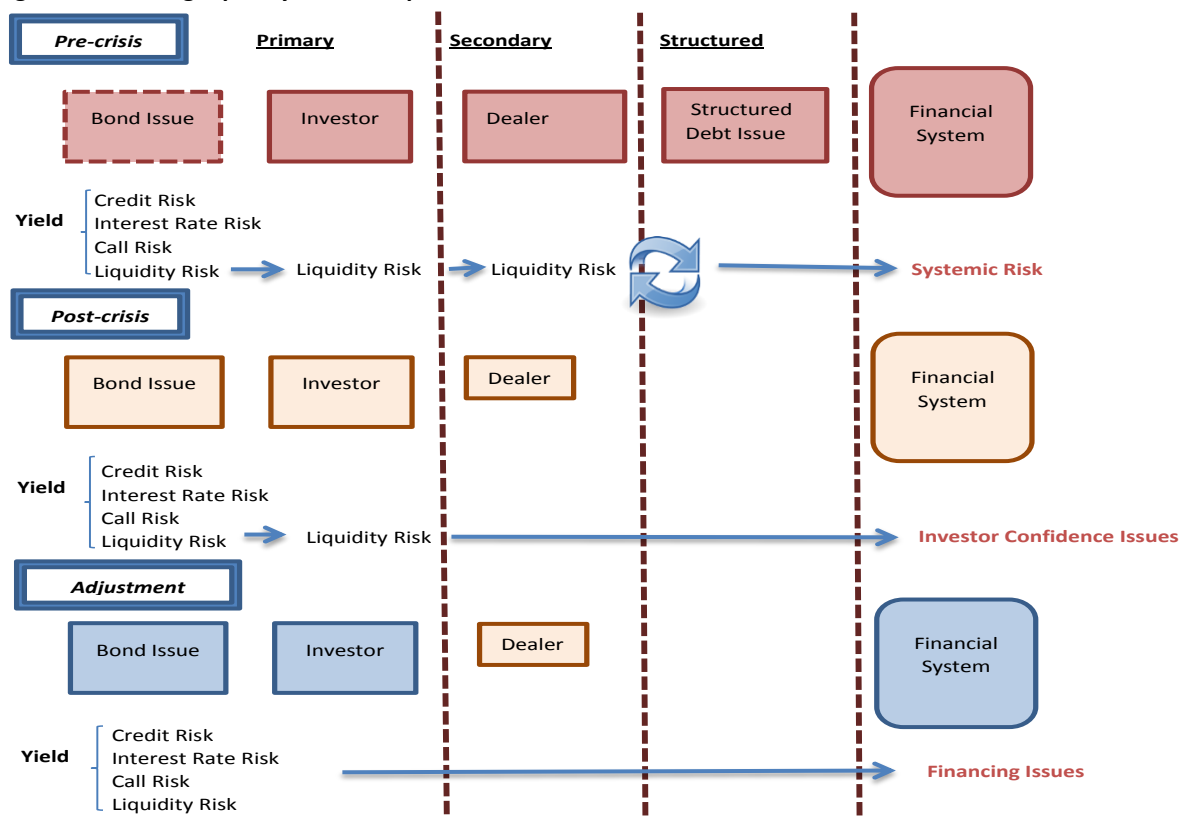 Pre-crisis
Primary
Secondary
Structured
Bond Issue
Investor
Dealer
Structured
Debt Issue
Financial
System
Yield
Credit Risk
Interest Rate Risk
Call Risk
Liquidity Risk
Liquidity Risk
Liquidity Risk
Systemic Risk
Post-crisis
Bond Issue
Investor
Dealer
Financial
System
Yield
Credit Risk
Interest Rate Risk
Call Risk
Liquidity Risk
Liquidity Risk
Investor Confidence Issues
Adjustment
Bond Issue
Investor
Dealer
Financial
System
Yield
Credit Risk
Interest Rate Risk
Call Risk
Liquidity Risk
Financing Issues